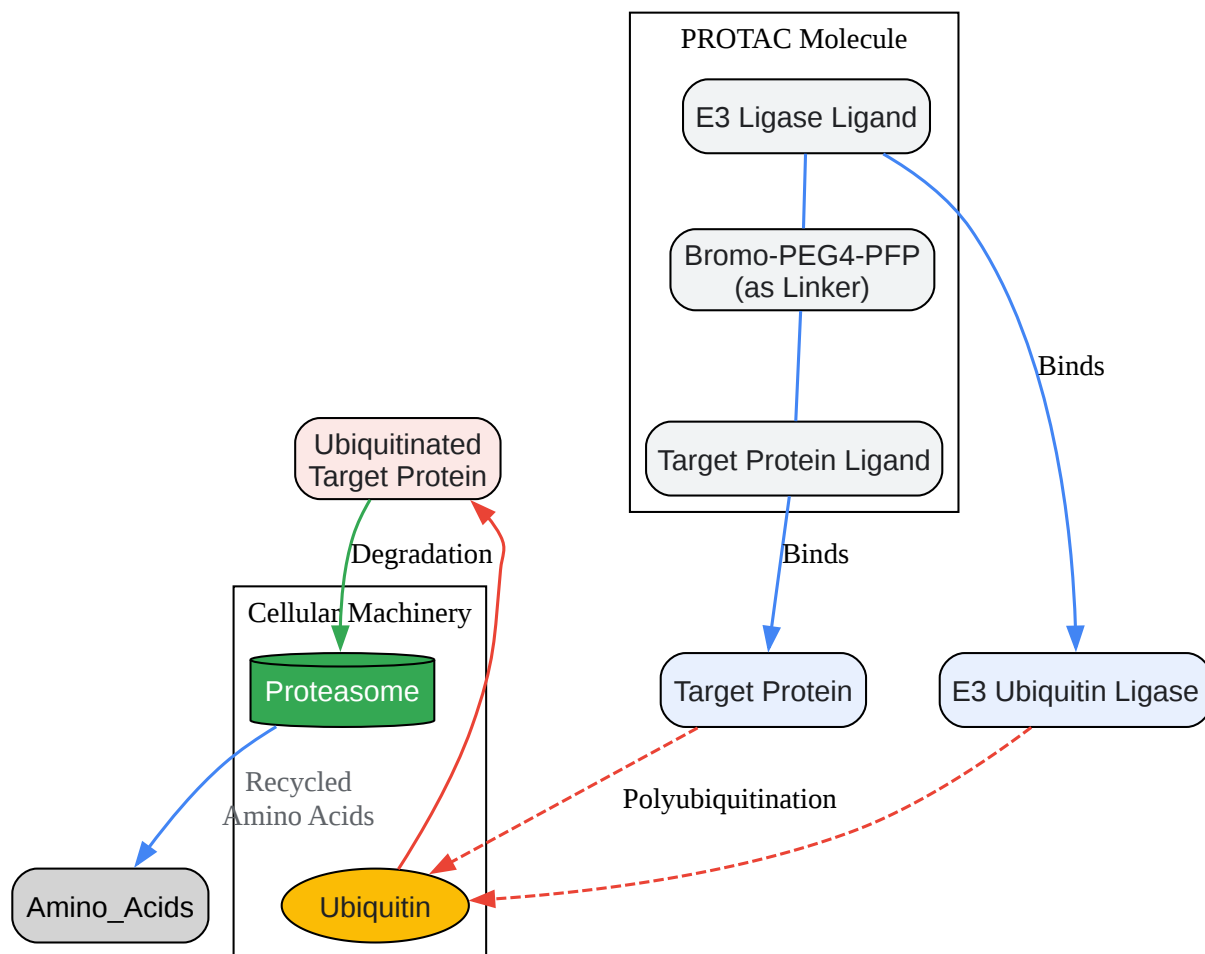 PROTAC Molecule
E3 Ligase Ligand
Bromo-PEG4-PFP
(as Linker)
Binds
Ubiquitinated
Target Protein
Target Protein Ligand
Degradation
Binds
Cellular Machinery
Proteasome
Target Protein
E3 Ubiquitin Ligase
Recycled
Amino Acids
Polyubiquitination
Amino_Acids
Ubiquitin